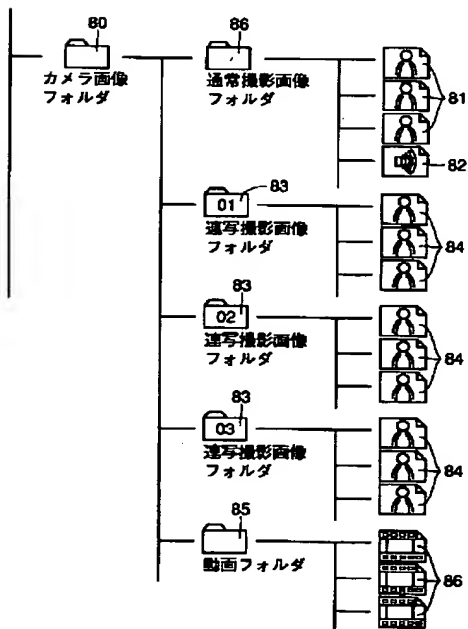 80
カメラ画像
フォルダ
86
通常撮影画像
フォルダ
81
82
83
01
連写撮影画像
フォルダ
84
83
02
連写撮影画像
フォルダ
84
83
03
連写撮影画像
フォルダ
84
85
動画フォルダ
86